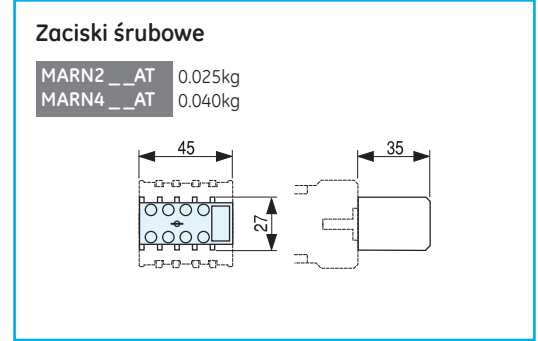 Zaciski śrubowe
MARN2 _ _AT 0.025kg
MARN4 _ _AT 0.040kg
45
35
27